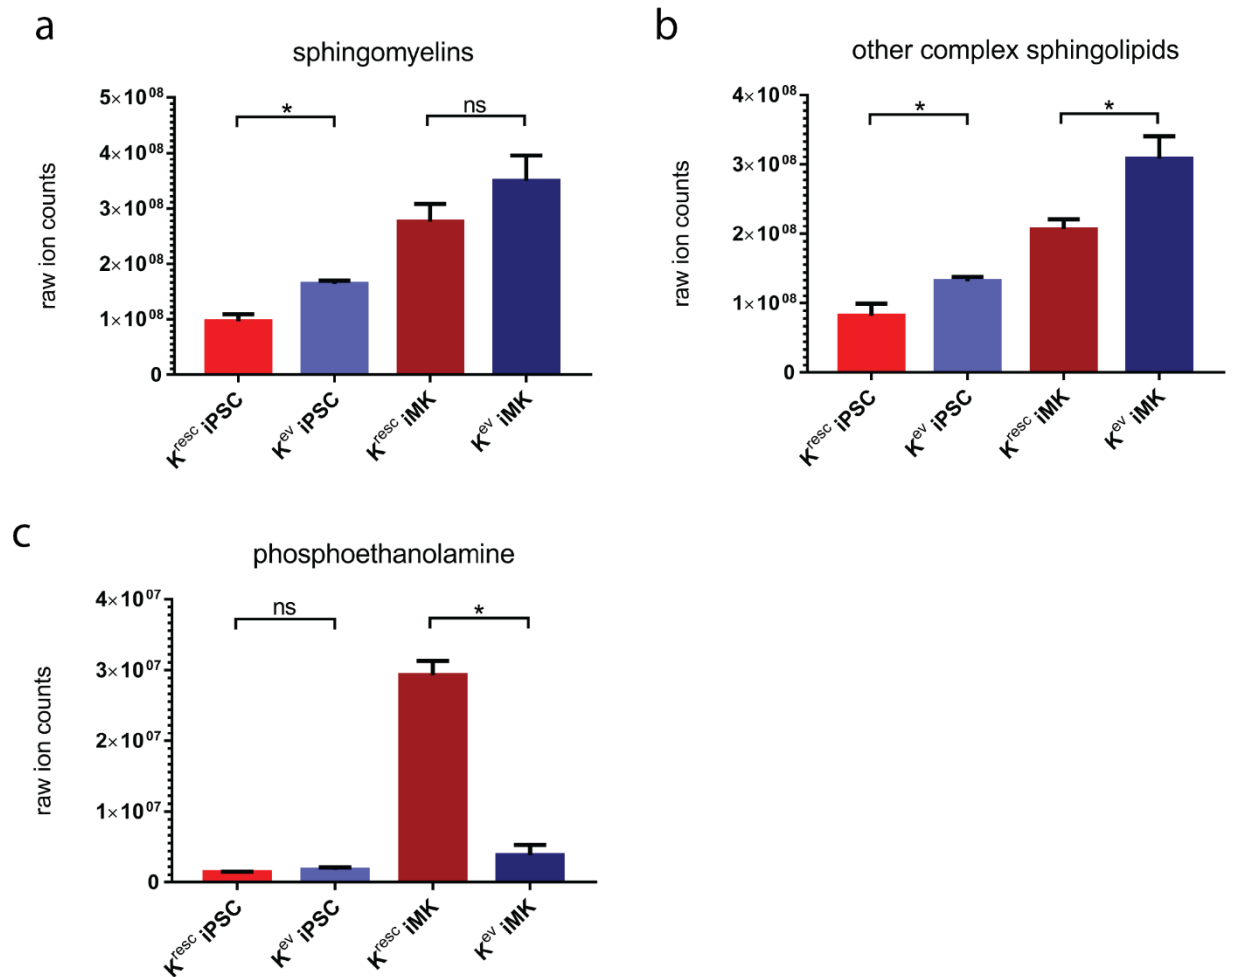 a
sphingomyelins
raw ion counts
5×10⁰⁸
4×10⁰⁸
3×10⁰⁸
2×10⁰⁸
1×10⁰⁸
0
*
ns
K^resc iPSC
K^ev iPSC
K^resc iMK
K^ev iMK
b
other complex sphingolipids
raw ion counts
4×10⁰⁸
3×10⁰⁸
2×10⁰⁸
1×10⁰⁸
0
*
*
K^resc iPSC
K^ev iPSC
K^resc iMK
K^ev iMK
c
phosphoethanolamine
raw ion counts
4×10⁰⁷
3×10⁰⁷
2×10⁰⁷
1×10⁰⁷
0
ns
*
K^resc iPSC
K^ev iPSC
K^resc iMK
K^ev iMK